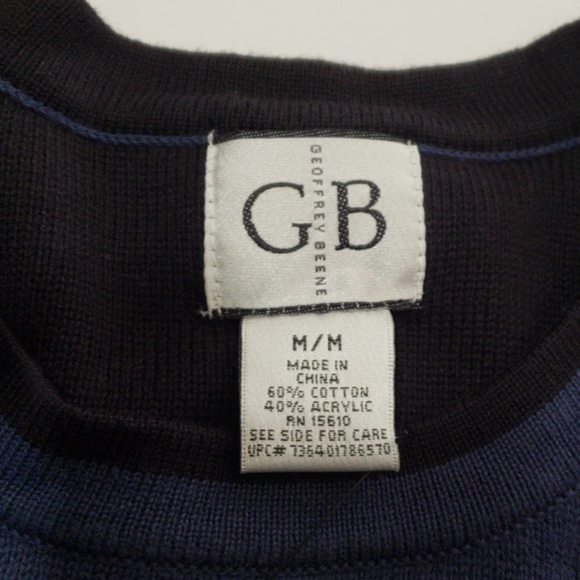 GB
GEOFFREY BEENE
M/M
MADE IN
CHINA
60% COTTON
40% ACRYLIC
RN 15610
SEE SIDE FOR CARE
UPC# 736401786570